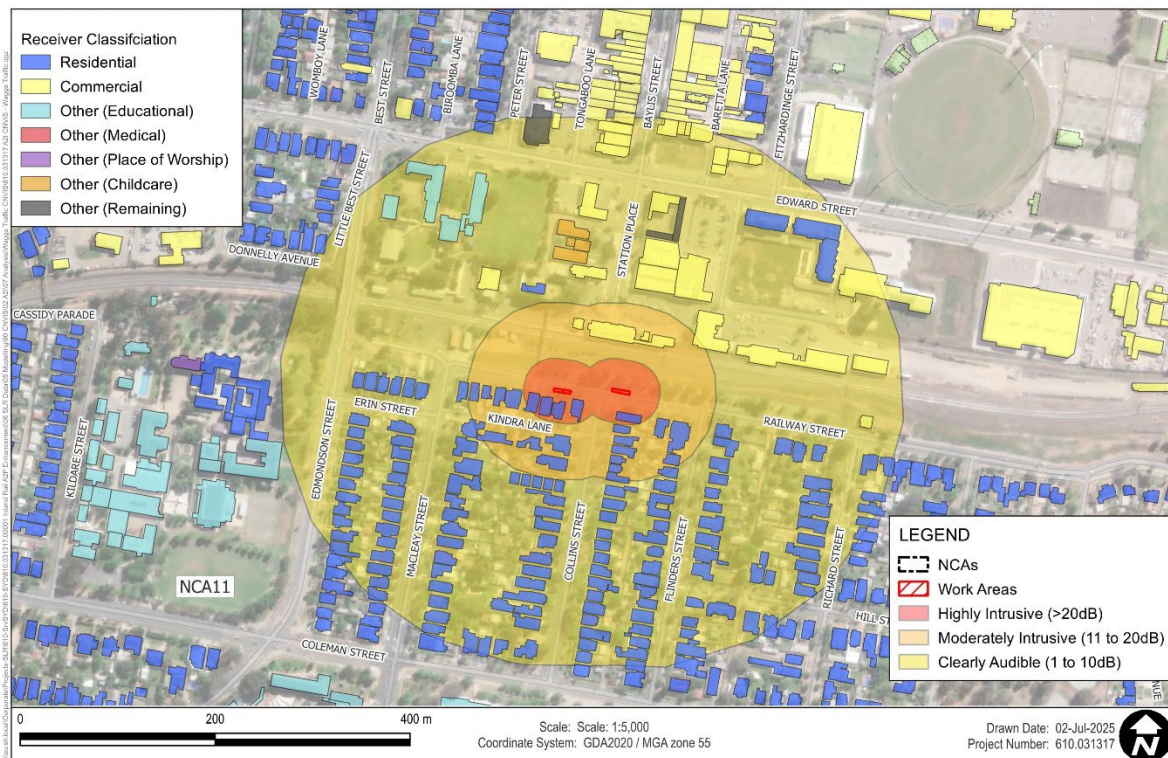 Receiver Classifciation
Residential
Commercial
Other (Educational)
Other (Medical)
Other (Place of Worship)
Other (Childcare)
Other (Remaining)
WOMBOY LANE
BEST STREET
BIROOMBA LANE
PETER STREET
TONGABOO LANE
BAYLIS STREET
BARETTA LANE
FITZHARDINGE STREET
LITTLE BEST STREET
EDWARD STREET
STATION PLACE
DONNELLY AVENUE
CASSIDY PARADE
ERIN STREET
KINDRA LANE
RAILWAY STREET
KILDARE STREET
EDMONDSON STREET
MACLEAY STREET
COLLINS STREET
FLINDERS STREET
RICHARD STREET
NCA11
HILL ST
COLEMAN STREET
LEGEND
NCAs
Work Areas
Highly Intrusive (>20dB)
Moderately Intrusive (11 to 20dB)
Clearly Audible (1 to 10dB)
0
200
400 m
Scale: Scale: 1:5,000
Coordinate System: GDA2020 / MGA zone 55
Drawn Date: 02-Jul-2025
Project Number: 610.031317
N